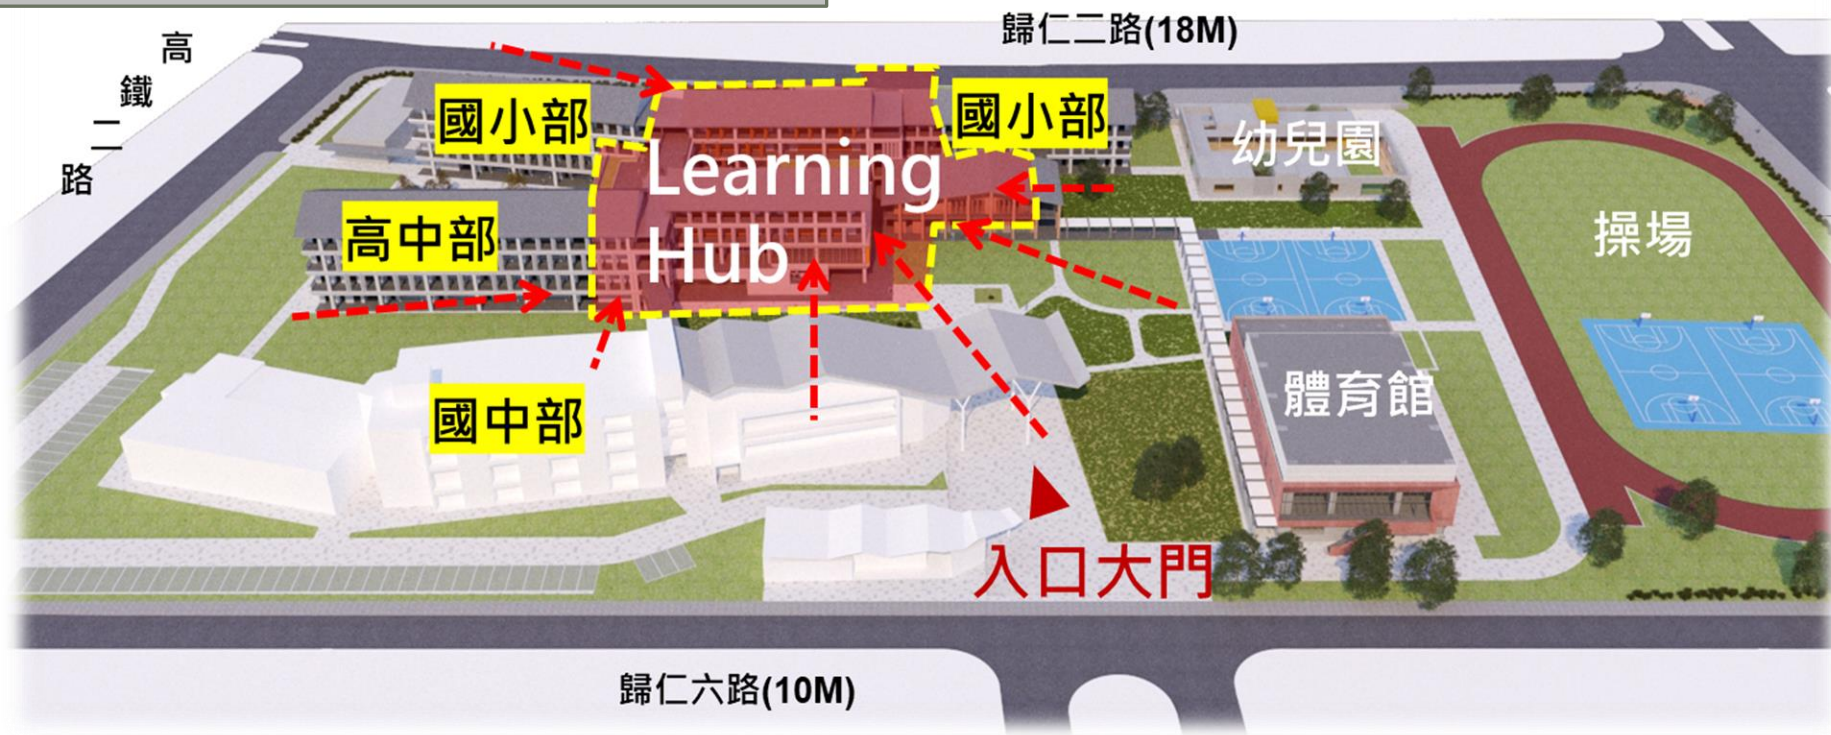 歸仁二路(18M)
高鐵二路
國小部
國小部
幼兒園
Learning
Hub
高中部
操場
國中部
體育館
入口大門
歸仁六路(10M)